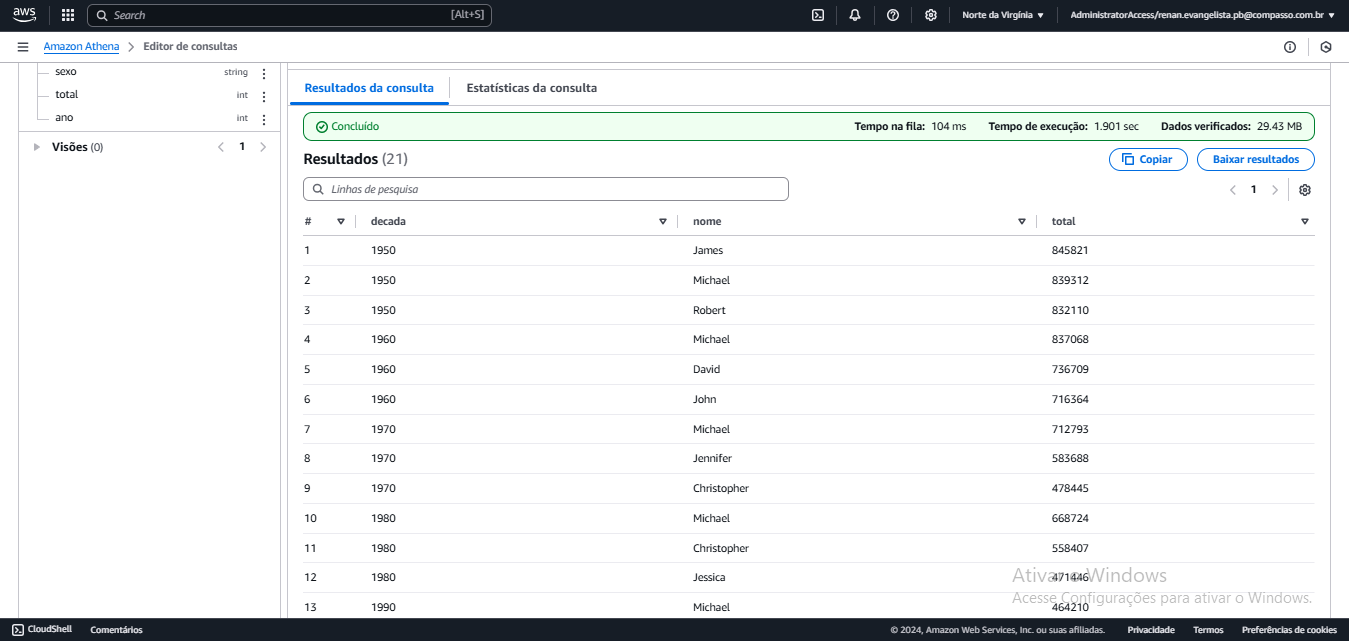 aws Search [Alt+S] Norte da Virgínia AdministratorAccess/renan.evangelista.pb@compasso.com.br
Amazon Athena > Editor de consultas
sexo string
total int
ano int
Visões (0) < 1 >
Resultados da consulta Estatísticas da consulta
Concluído Tempo na fila: 104 ms Tempo de execução: 1.901 sec Dados verificados: 29.43 MB
Resultados (21) Copiar Baixar resultados
Linhas de pesquisa < 1 >
# decada nome total
1 1950 James 845821
2 1950 Michael 839312
3 1950 Robert 832110
4 1960 Michael 837068
5 1960 David 736709
6 1960 John 716364
7 1970 Michael 712793
8 1970 Jennifer 583688
9 1970 Christopher 478445
10 1980 Michael 668724
11 1980 Christopher 558407
12 1980 Jessica 471446
13 1990 Michael 464210
Ativar o Windows
Acesse Configurações para ativar o Windows.
CloudShell Comentários © 2024, Amazon Web Services, Inc. ou suas afiliadas. Privacidade Termos Preferências de cookies